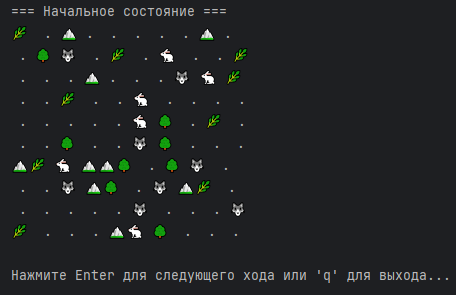 === Начальное состояние ===
🌿 . ⛰ . . . . . ⛰ .
. 🌳 🐺 . 🌿 . 🐇 . . 🌿
. . . ⛰ . . . 🐺 🐇 🌿
. . 🌿 . . 🐇 . . . .
. . . . . 🐇 🌳 . 🌿 .
. . 🌳 . . 🐺 🌳 . . .
⛰ 🌿 🐇 ⛰ ⛰ 🌳 . 🌳 🐺 .
. . 🐺 ⛰ 🌳 . 🐺 ⛰ 🌿 .
. . . . . 🐺 . . . 🐺
🌿 . . . ⛰ 🐇 🌳 . . .
Нажмите Enter для следующего хода или 'q' для выхода...